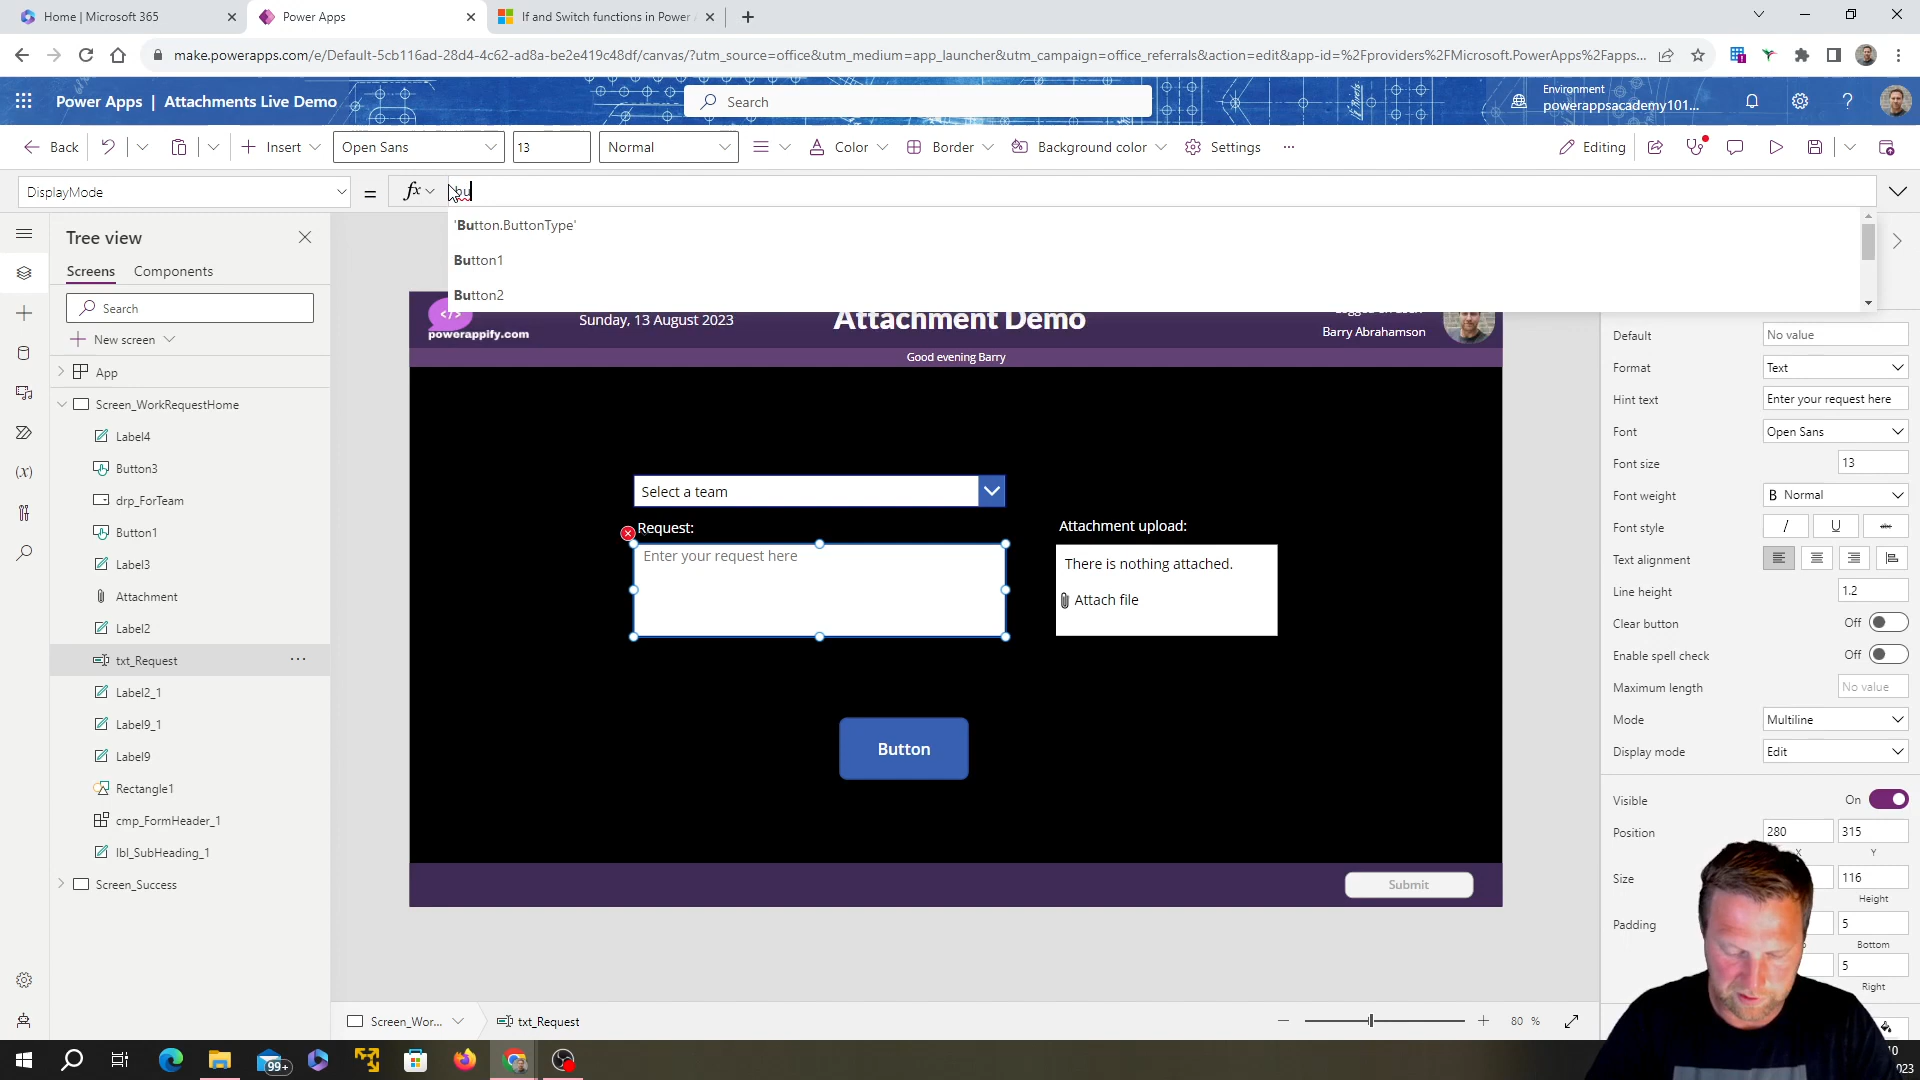 Home | Microsoft 365
Power Apps
If and Switch functions in Power
make.powerapps.com/e/Default-5cb116ad-28d4-4c62-ad8a-be2e419c48df/canvas/?utm_source=office&utm_medium=app_launcher&utm_campaign=office_referrals&action=edit&app-id=%2Fproviders%2FMicrosoft.PowerApps%2Fapps...
Power Apps | Attachments Live Demo
Search
Environment
powerappsacademy101...
Back
Insert
Open Sans
13
Normal
Color
Border
Background color
Settings
...
Editing
DisplayMode
=
fx
bu
'Button.ButtonType'
Button1
Button2
Tree view
Screens
Components
Search
New screen
App
Screen_WorkRequestHome
Label4
Button3
drp_ForTeam
Button1
Label3
Attachment
Label2
txt_Request
...
Label2_1
Label9_1
Label9
Rectangle1
cmp_FormHeader_1
lbl_SubHeading_1
Screen_Success
</>
powerappify.com
Sunday, 13 August 2023
Attachment Demo
Logged on User:
Barry Abrahamson
Good evening Barry
Select a team
Request:
Enter your request here
Attachment upload:
There is nothing attached.
Attach file
Button
Submit
Default
No value
Format
Text
Hint text
Enter your request here
Font
Open Sans
Font size
13
Font weight
B Normal
Font style
Text alignment
Line height
1.2
Clear button
Off
Enable spell check
Off
Maximum length
No value
Mode
Multiline
Display mode
Edit
Visible
On
Position
280
315
X
Y
Size
116
Height
Padding
5
Bottom
5
Right
Screen_Wor...
txt_Request
80 %
99+